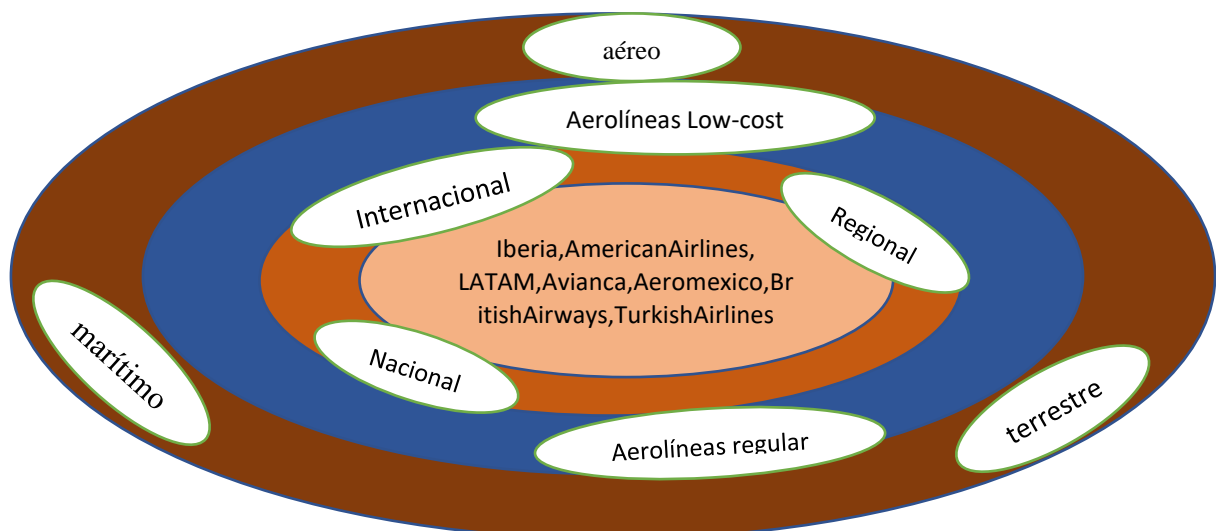 aéreo
Aerolíneas Low-cost
Internacional
Regional
Iberia,AmericanAirlines,
LATAM,Avianca,Aeromexico,Br
itishAirways,TurkishAirlines
marítimo
Nacional
terrestre
Aerolíneas regular